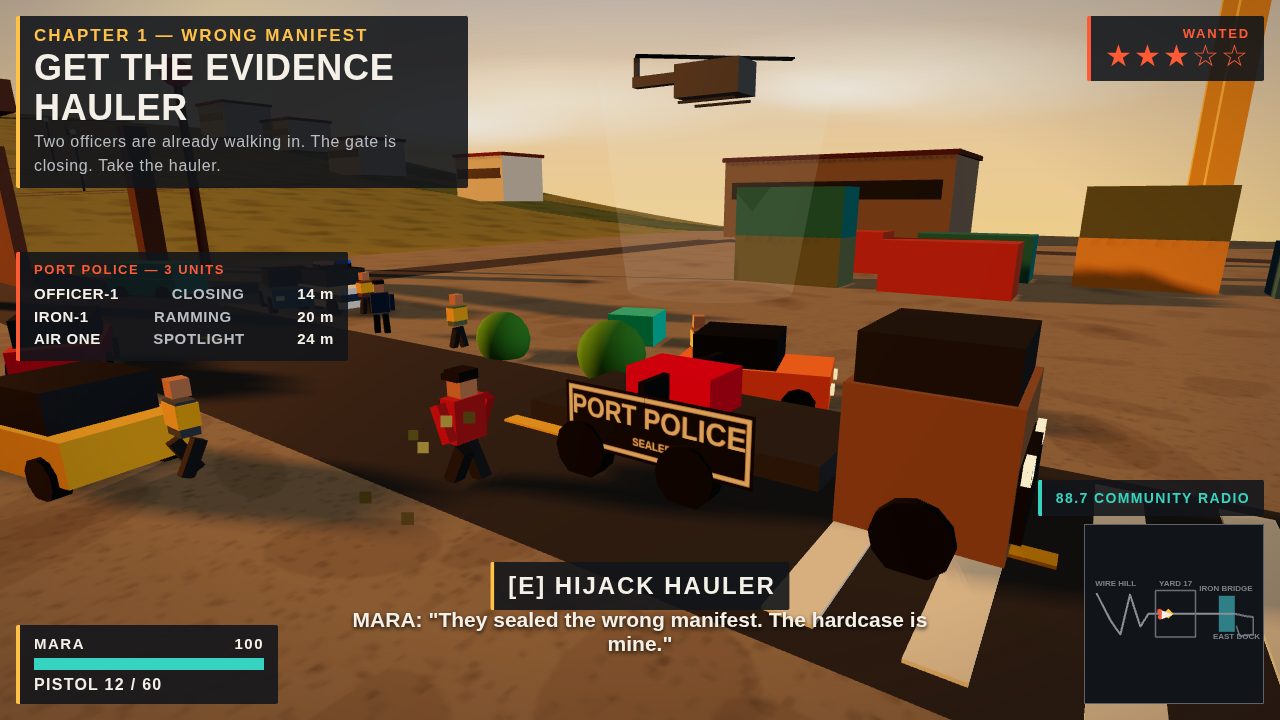 CHAPTER 1 — WRONG MANIFEST
GET THE EVIDENCE
HAULER
Two officers are already walking in. The gate is
closing. Take the hauler.
WANTED
★★★☆☆
PORT POLICE — 3 UNITS
OFFICER-1 CLOSING 14 m
IRON-1 RAMMING 20 m
AIR ONE SPOTLIGHT 24 m
PORT POLICE
88.7 COMMUNITY RADIO
WIRE HILL
YARD 17
IRON BRIDGE
EAST DOCK
[E] HIJACK HAULER
MARA: "They sealed the wrong manifest. The hardcase is
mine."
MARA 100
PISTOL 12 / 60